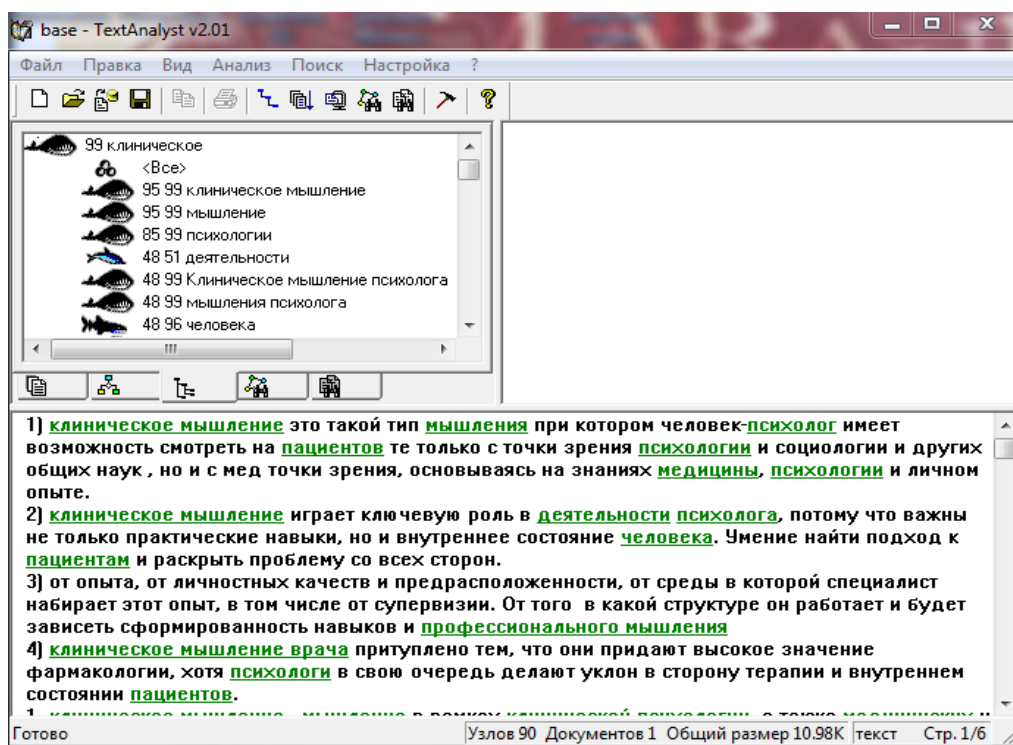 base - TextAnalyst v2.01
Файл Правка Вид Анализ Поиск Настройка ?
99 клиническое
<Все>
95 99 клиническое мышление
95 99 мышление
85 99 психологии
48 51 деятельности
48 99 Клиническое мышление психолога
48 99 мышления психолога
48 96 человека
1) клиническое мышление это такой тип мышления при котором человек-психолог имеет
возможность смотреть на пациентов те только с точки зрения психологии и социологии и других
общих наук , но и с мед точки зрения, основываясь на знаниях медицины, психологии и личном
опыте.
2) клиническое мышление играет ключевую роль в деятельности психолога, потому что важны
не только практические навыки, но и внутреннее состояние человека. Умение найти подход к
пациентам и раскрыть проблему со всех сторон.
3) от опыта, от личностных качеств и предрасположенности, от среды в которой специалист
набирает этот опыт, в том числе от супервизии. От того в какой структуре он работает и будет
зависеть сформированность навыков и профессионального мышления
4) клиническое мышление врача притуплено тем, что они придают высокое значение
фармакологии, хотя психологи в свою очередь делают уклон в сторону терапии и внутреннем
состоянии пациентов.
Готово Узлов 90 Документов 1 Общий размер 10.98K текст Стр. 1/6